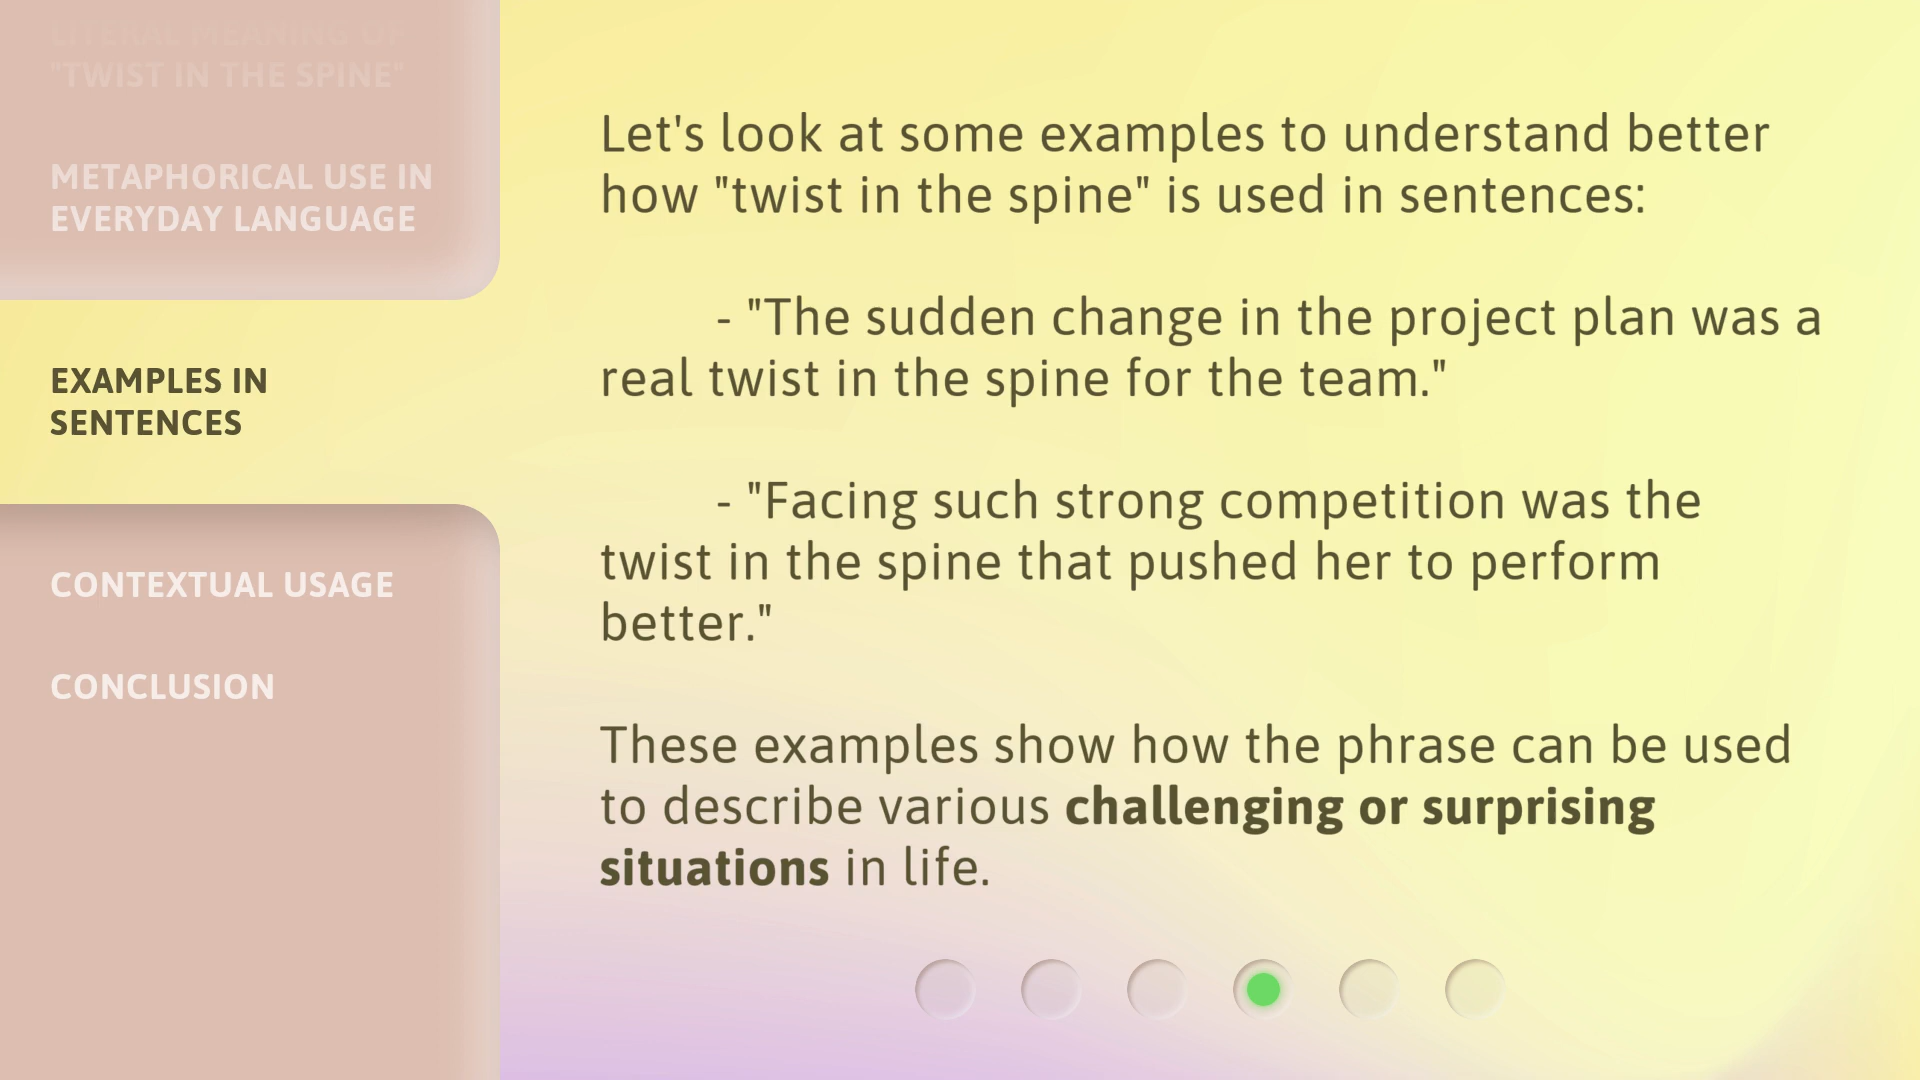 LITERAL MEANING OF
"TWIST IN THE SPINE"
METAPHORICAL USE IN
EVERYDAY LANGUAGE
EXAMPLES IN
SENTENCES
CONTEXTUAL USAGE
CONCLUSION
Let's look at some examples to understand better
how "twist in the spine" is used in sentences:
- "The sudden change in the project plan was a
real twist in the spine for the team."
- "Facing such strong competition was the
twist in the spine that pushed her to perform
better."
These examples show how the phrase can be used
to describe various challenging or surprising
situations in life.